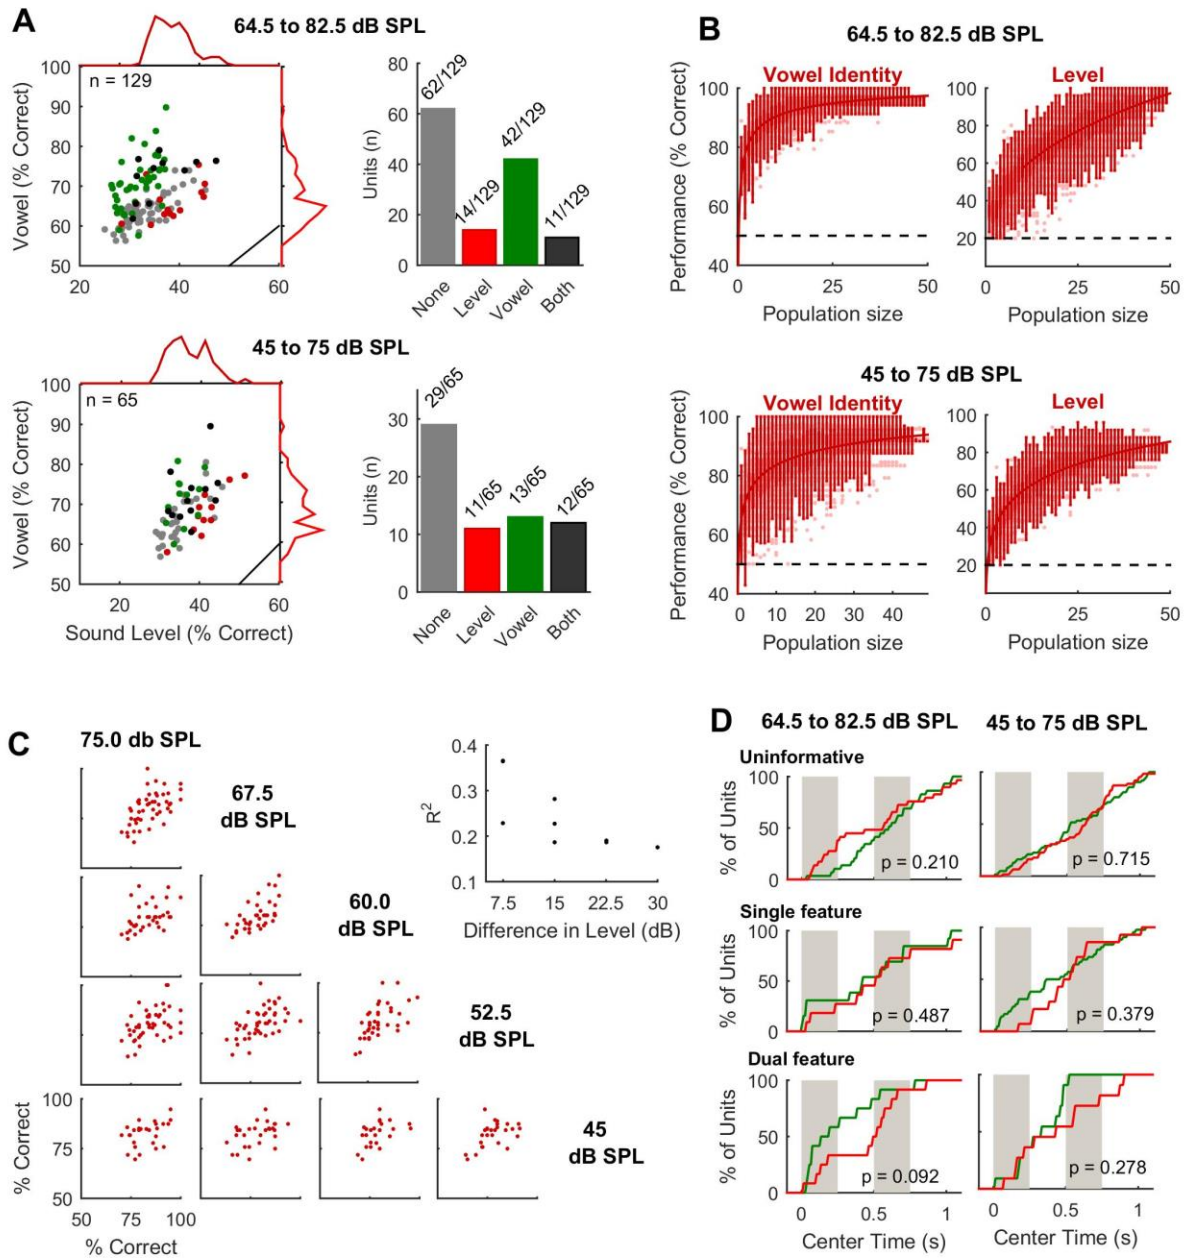 A
64.5 to 82.5 dB SPL
n = 129
Vowel (% Correct)
100
90
80
70
60
50
20
40
60
Units (n)
80
60
40
20
0
62/129
14/129
42/129
11/129
None
Level
Vowel
Both
45 to 75 dB SPL
n = 65
Vowel (% Correct)
100
90
80
70
60
50
20
40
60
Sound Level (% Correct)
Units (n)
30
20
10
0
29/65
11/65
13/65
12/65
None
Level
Vowel
Both
B
64.5 to 82.5 dB SPL
Vowel Identity
Performance (% Correct)
100
80
60
40
0
25
50
Population size
Level
100
80
60
40
20
0
25
50
Population size
45 to 75 dB SPL
Vowel Identity
Performance (% Correct)
100
80
60
40
0
10
20
30
40
Population size
Level
100
80
60
40
20
0
25
50
Population size
C
75.0 db SPL
67.5
dB SPL
60.0
dB SPL
52.5
dB SPL
45
dB SPL
% Correct
100
75
50
50
75
100
% Correct
R2
0.4
0.3
0.2
0.1
7.5
15
22.5
30
Difference in Level (dB)
D
64.5 to 82.5 dB SPL
45 to 75 dB SPL
Uninformative
% of Units
100
50
0
p = 0.210
p = 0.715
Single feature
% of Units
100
50
0
p = 0.487
p = 0.379
Dual feature
% of Units
100
50
0
p = 0.092
p = 0.278
0
0.5
1
Center Time (s)
0
0.5
1
Center Time (s)